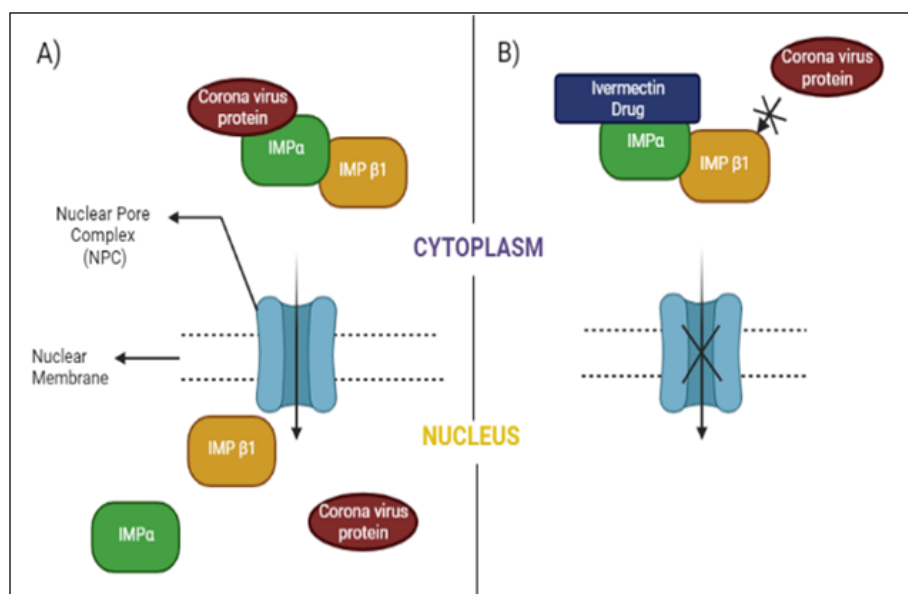 A)
Corona virus
protein
IMPα
IMP β1
Nuclear Pore
Complex
(NPC)
Nuclear
Membrane
IMP β1
IMPα
Corona virus
protein
CYTOPLASM
NUCLEUS
B)
Ivermectin
Drug
IMPα
IMP β1
Corona virus
protein